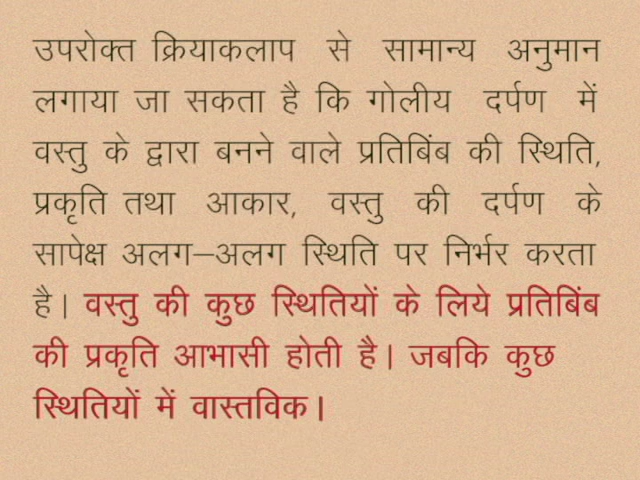 उपरोक्त क्रियाकलाप से सामान्य अनुमान
लगाया जा सकता है कि गोलीय दर्पण में
वस्तु के द्वारा बनने वाले प्रतिबिंब की स्थिति,
प्रकृति तथा आकार, वस्तु की दर्पण के
सापेक्ष अलग–अलग स्थिति पर निर्भर करता
है। वस्तु की कुछ स्थितियों के लिये प्रतिबिंब
की प्रकृति आभासी होती है। जबकि कुछ
स्थितियों में वास्तविक।